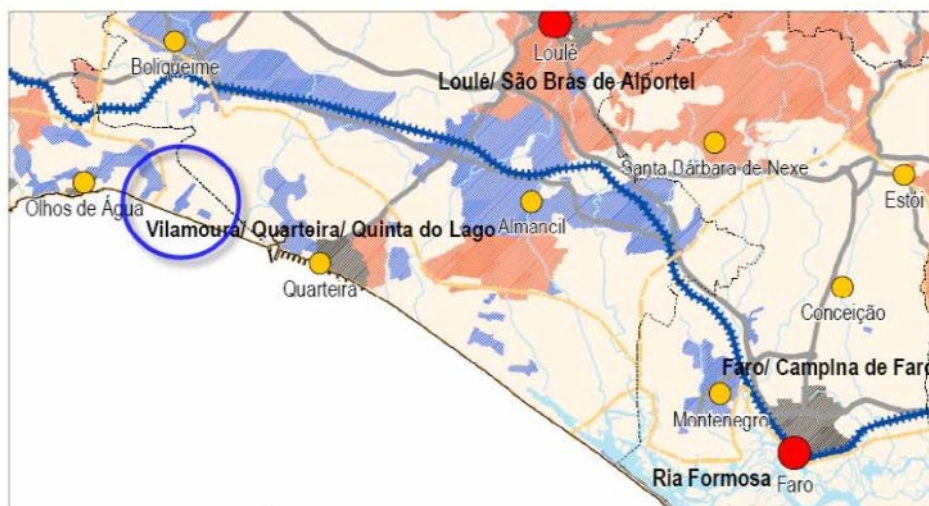 Loulé
Boliqueime
Loulé/ São Brás de Alportel
Santa Bárbara de Nexe
Estói
Olhos de Água
Almancil
Vilamoura/ Quarteira/ Quinta do Lago
Quarteira
Conceição
Faro/ Campina de Faro
Montenegro
Ria Formosa
Faro